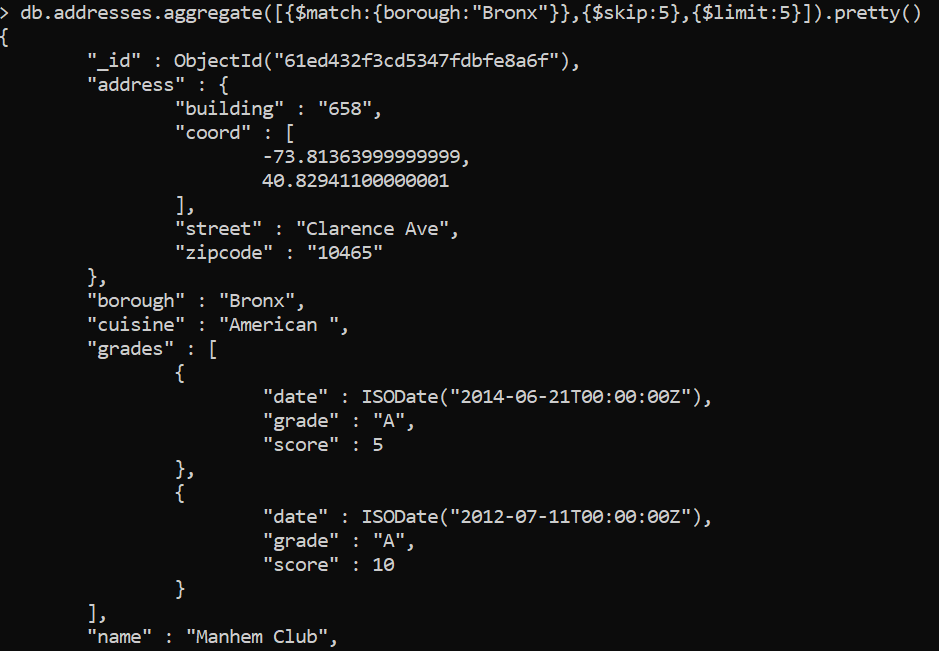 > db.addresses.aggregate([{$match:{borough:"Bronx"}},{$skip:5},{$limit:5}]).pretty()
{
        "_id" : ObjectId("61ed432f3cd5347fdbfe8a6f"),
        "address" : {
                "building" : "658",
                "coord" : [
                        -73.81363999999999,
                        40.82941100000001
                ],
                "street" : "Clarence Ave",
                "zipcode" : "10465"
        },
        "borough" : "Bronx",
        "cuisine" : "American ",
        "grades" : [
                {
                        "date" : ISODate("2014-06-21T00:00:00Z"),
                        "grade" : "A",
                        "score" : 5
                },
                {
                        "date" : ISODate("2012-07-11T00:00:00Z"),
                        "grade" : "A",
                        "score" : 10
                }
        ],
        "name" : "Manhem Club",